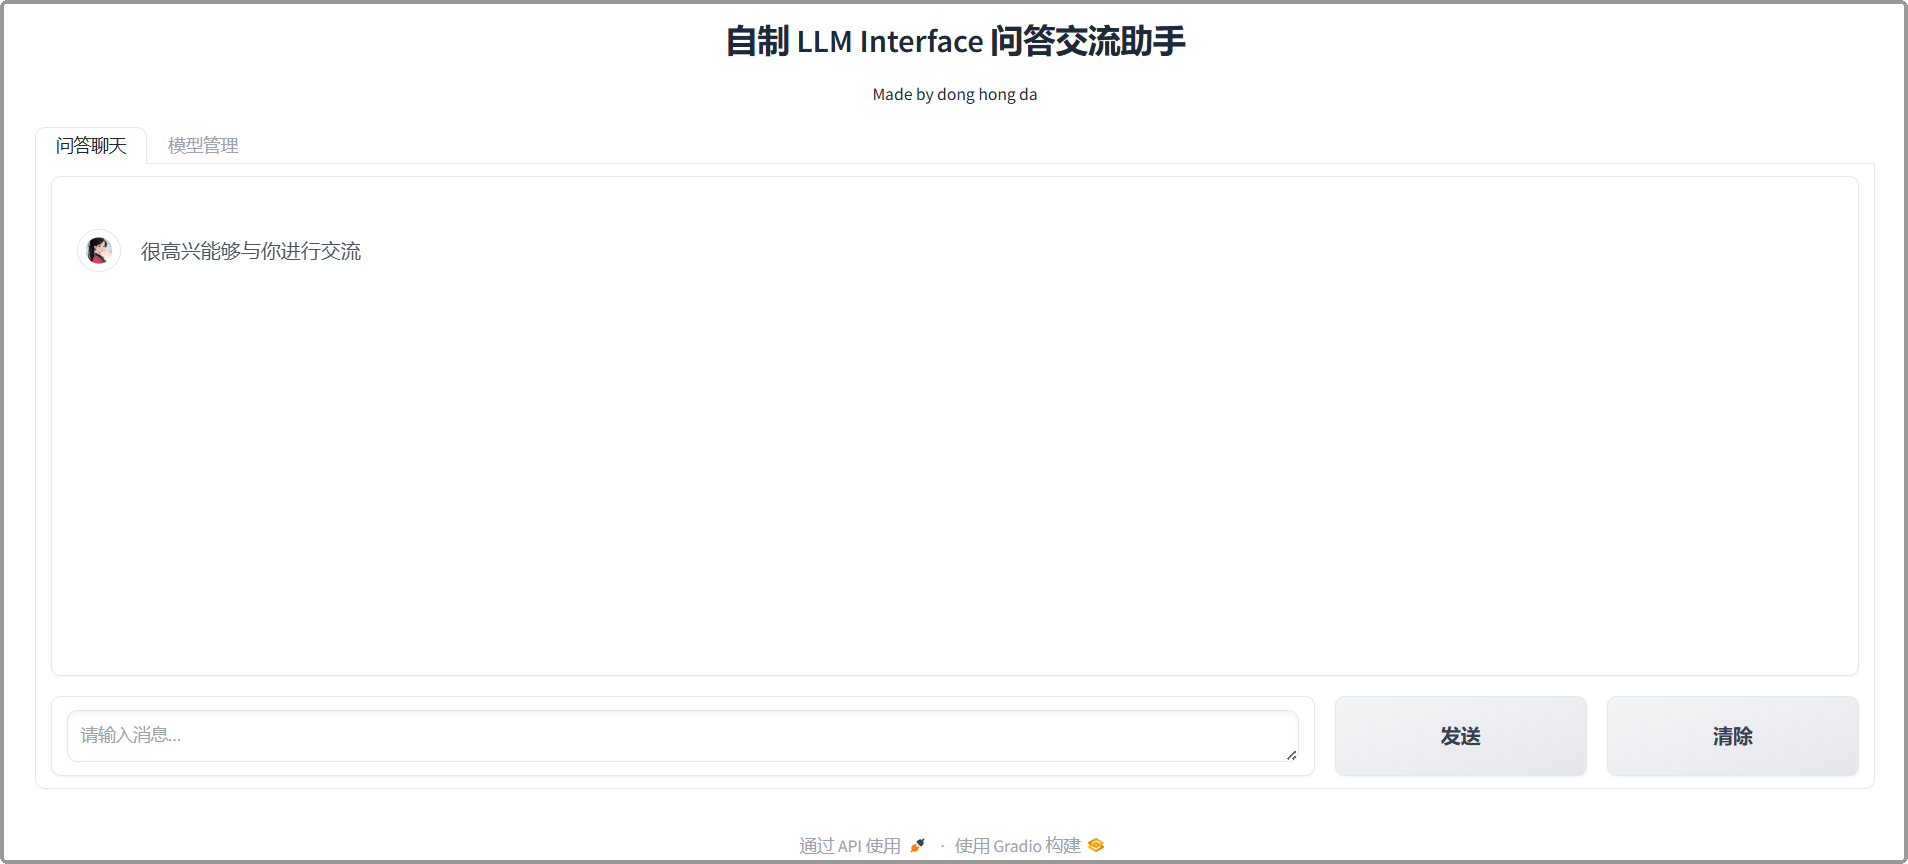 自制 LLM Interface 问答交流助手
Made by dong hong da
问答聊天 模型管理
很高兴能够与你进行交流
请输入消息...
发送 清除
通过 API 使用 · 使用 Gradio 构建